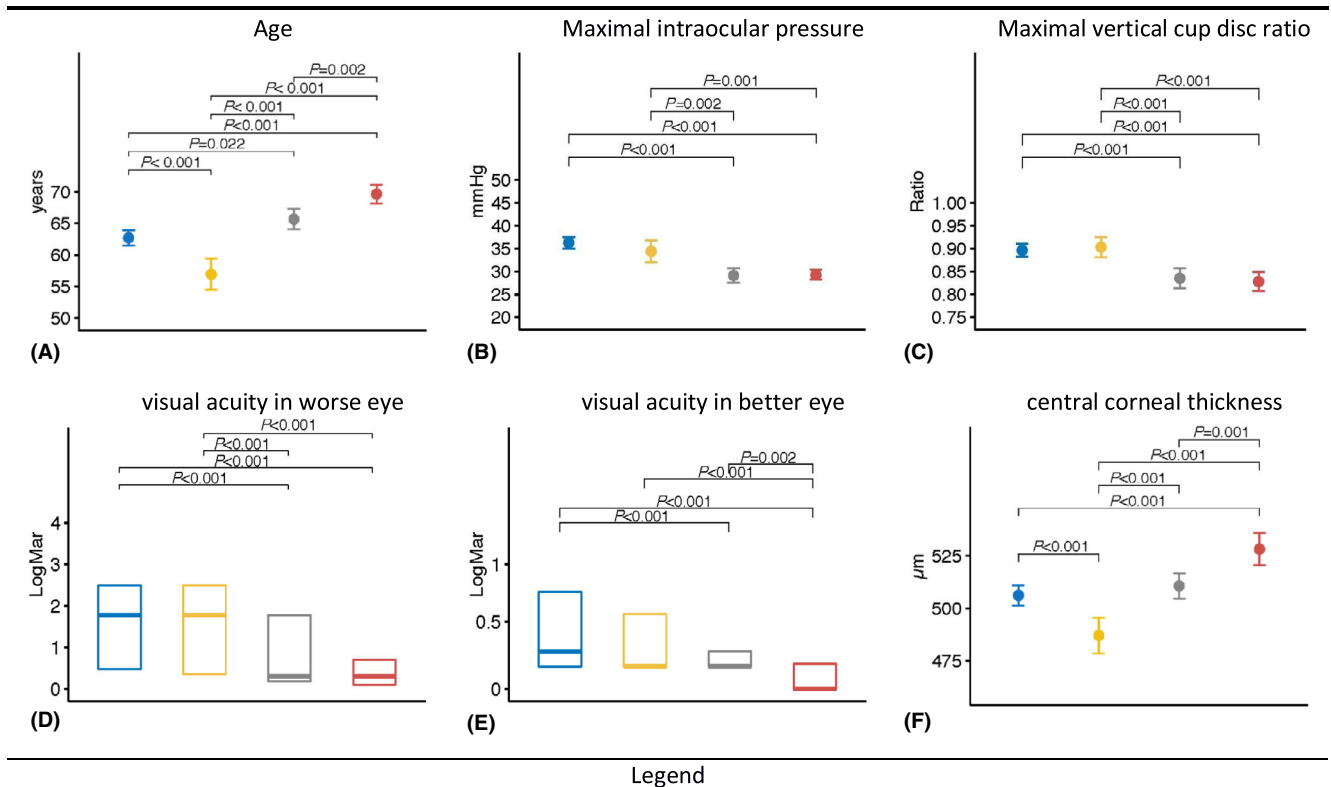 Age
P=0.002
P< 0.001
P< 0.001
P<0.001
P=0.022
P< 0.001
years
70
65
60
55
50
(A)
Maximal intraocular pressure
P=0.001
P=0.002
P<0.001
P<0.001
mmHg
50
45
40
35
30
25
20
(B)
Maximal vertical cup disc ratio
P<0.001
P<0.001
P<0.001
P<0.001
Ratio
1.00
0.95
0.90
0.85
0.80
0.75
(C)
visual acuity in worse eye
P<0.001
P<0.001
P<0.001
P<0.001
LogMar
4
3
2
1
0
(D)
visual acuity in better eye
P=0.002
P<0.001
P<0.001
P<0.001
LogMar
1
0.5
0
(E)
central corneal thickness
P=0.001
P<0.001
P<0.001
P<0.001
P<0.001
µm
525
500
475
(F)
Legend